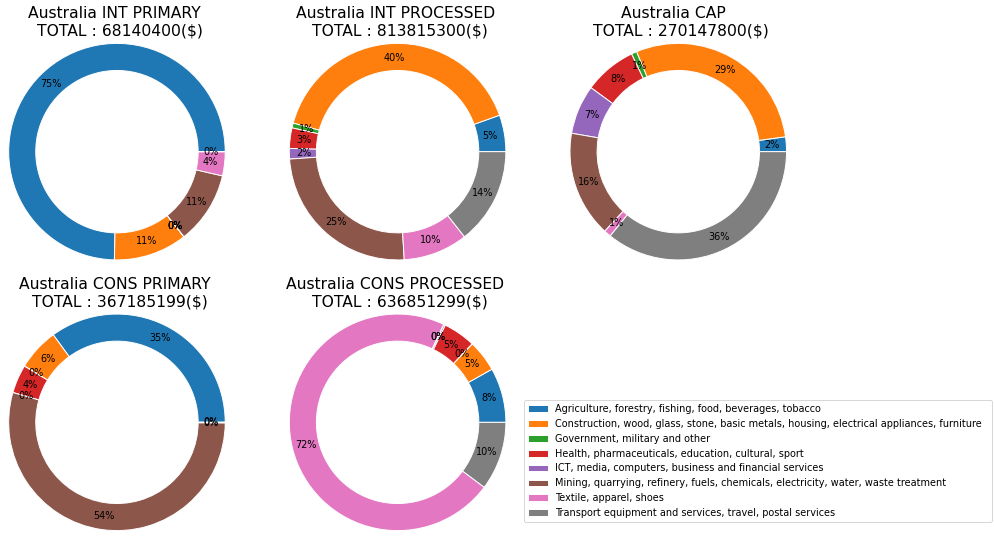 Australia INT PRIMARY
TOTAL : 68140400($)
75%
0%
4%
11%
0%
0%
11%
Australia INT PROCESSED
TOTAL : 813815300($)
40%
5%
1%
3%
2%
14%
25%
10%
Australia CAP
TOTAL : 270147800($)
29%
1%
8%
7%
2%
16%
1%
36%
Australia CONS PRIMARY
TOTAL : 367185199($)
35%
6%
0%
4%
0%
0%
0%
54%
Australia CONS PROCESSED
TOTAL : 636851299($)
0%
0%
5%
0%
5%
8%
72%
10%
Agriculture, forestry, fishing, food, beverages, tobacco
Construction, wood, glass, stone, basic metals, housing, electrical appliances, furniture
Government, military and other
Health, pharmaceuticals, education, cultural, sport
ICT, media, computers, business and financial services
Mining, quarrying, refinery, fuels, chemicals, electricity, water, waste treatment
Textile, apparel, shoes
Transport equipment and services, travel, postal services